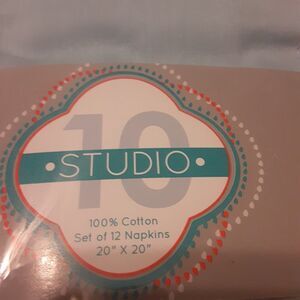 10
• STUDIO •
100% Cotton
Set of 12 Napkins
20" X 20"